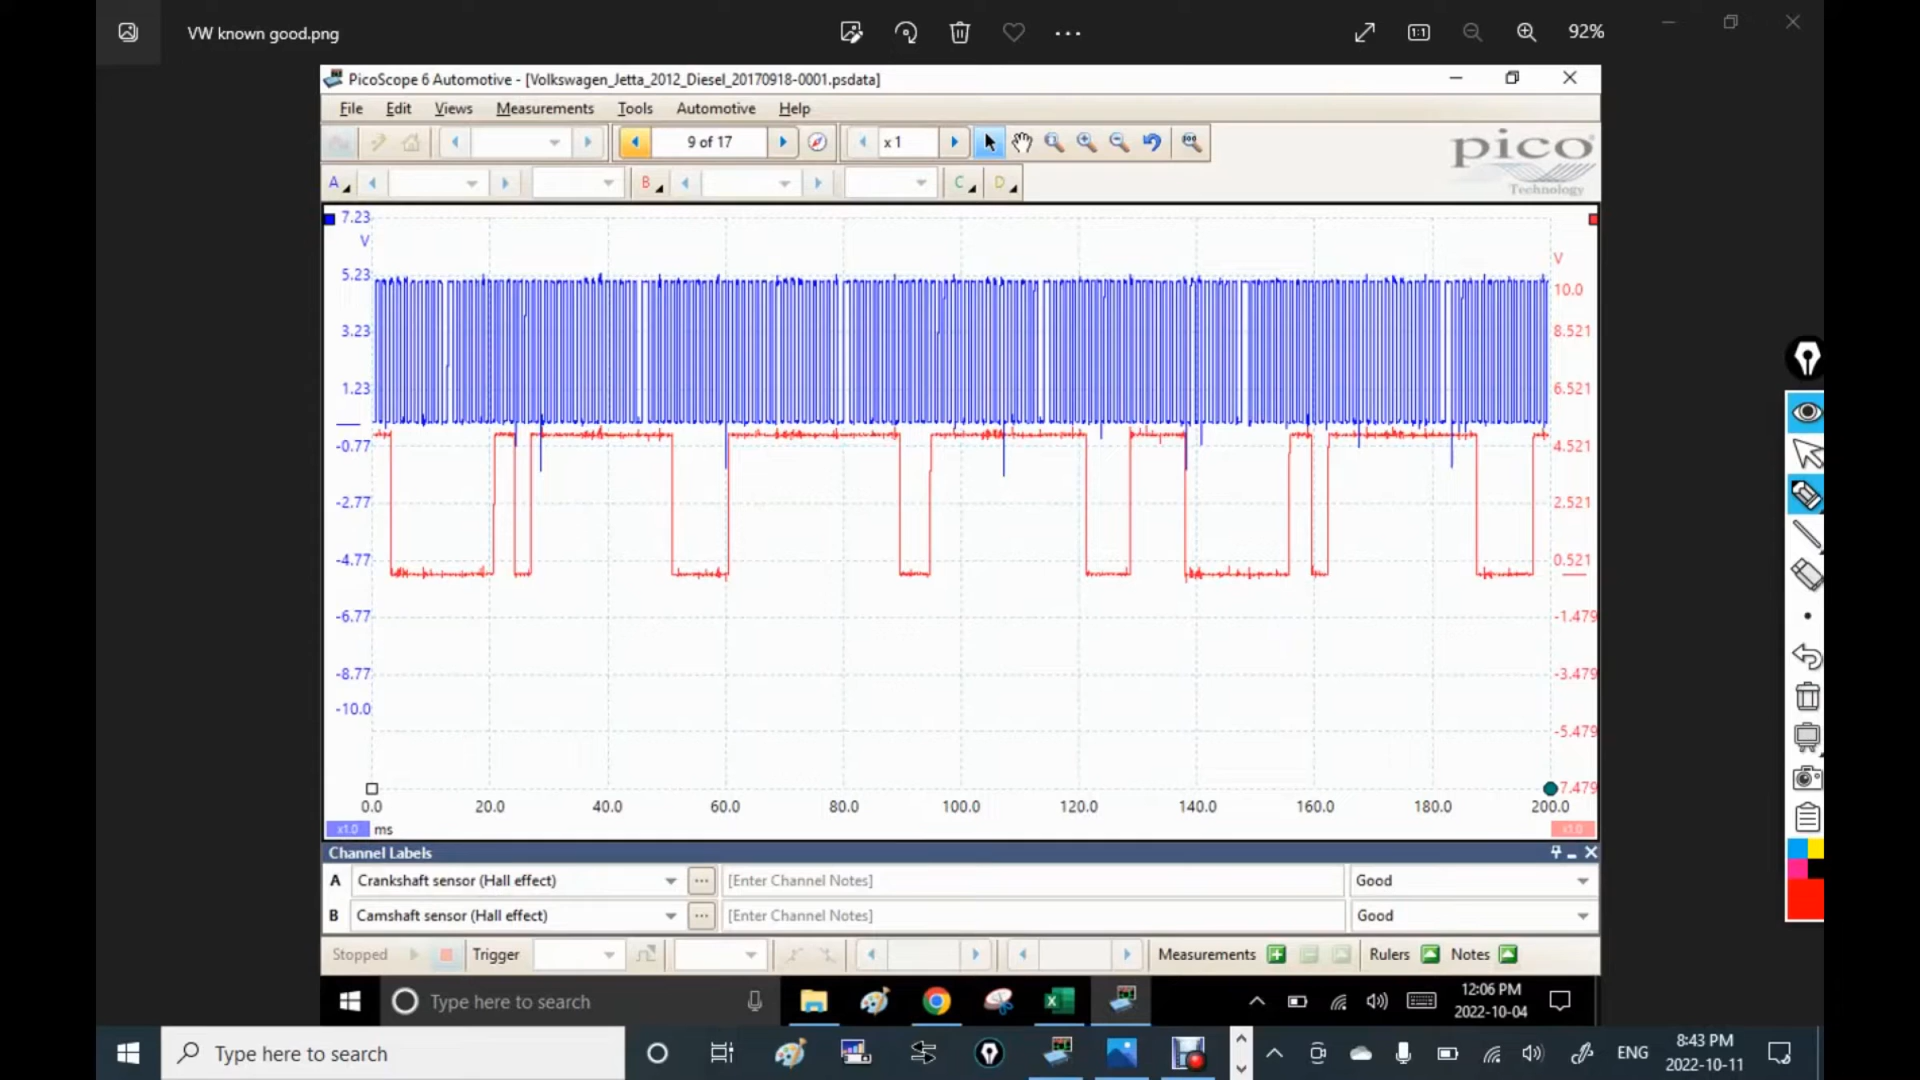 VW known good.png
92%
PicoScope 6 Automotive - [Volkswagen_Jetta_2012_Diesel_20170918-0001.psdata]
File Edit Views Measurements Tools Automotive Help
9 of 17 x 1
pico
Technology
A B C D
7.23
V
5.23
3.23
1.23
-0.77
-2.77
-4.77
-6.77
-8.77
-10.0
V
10.0
8.521
6.521
4.521
2.521
0.521
-1.479
-3.479
-5.479
-7.479
0.0 20.0 40.0 60.0 80.0 100.0 120.0 140.0 160.0 180.0 200.0
x1.0 ms x1.0
Channel Labels
A Crankshaft sensor (Hall effect) ... [Enter Channel Notes] Good
B Camshaft sensor (Hall effect) ... [Enter Channel Notes] Good
Stopped Trigger Measurements Rulers Notes
Type here to search 12:06 PM
2022-10-04
Type here to search ENG 8:43 PM
2022-10-11